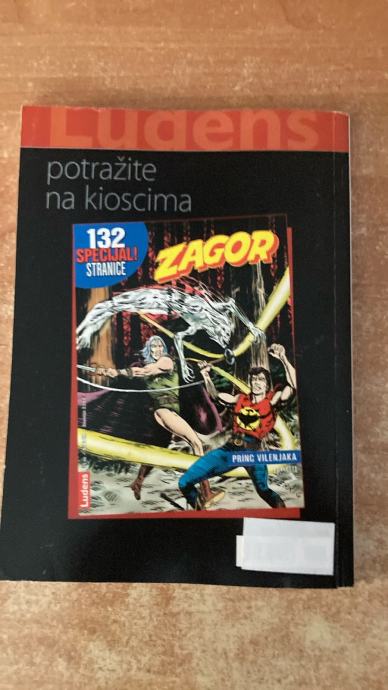 Ludens
potražite
na kioscima
132
SPECIJAL!
STRANICE
ZAGOR
PRINC VILENJAKA
Ludens